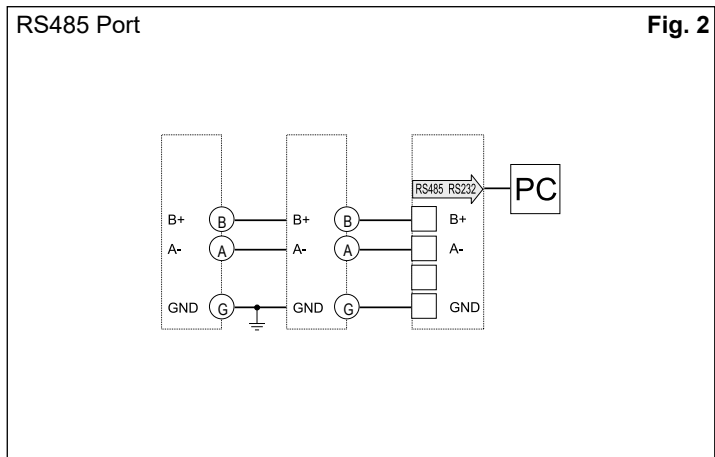 RS485 Port Fig. 2
RS485 RS232 PC
B+ B B+ B B+
A- A A- A A-
GND G GND G GND